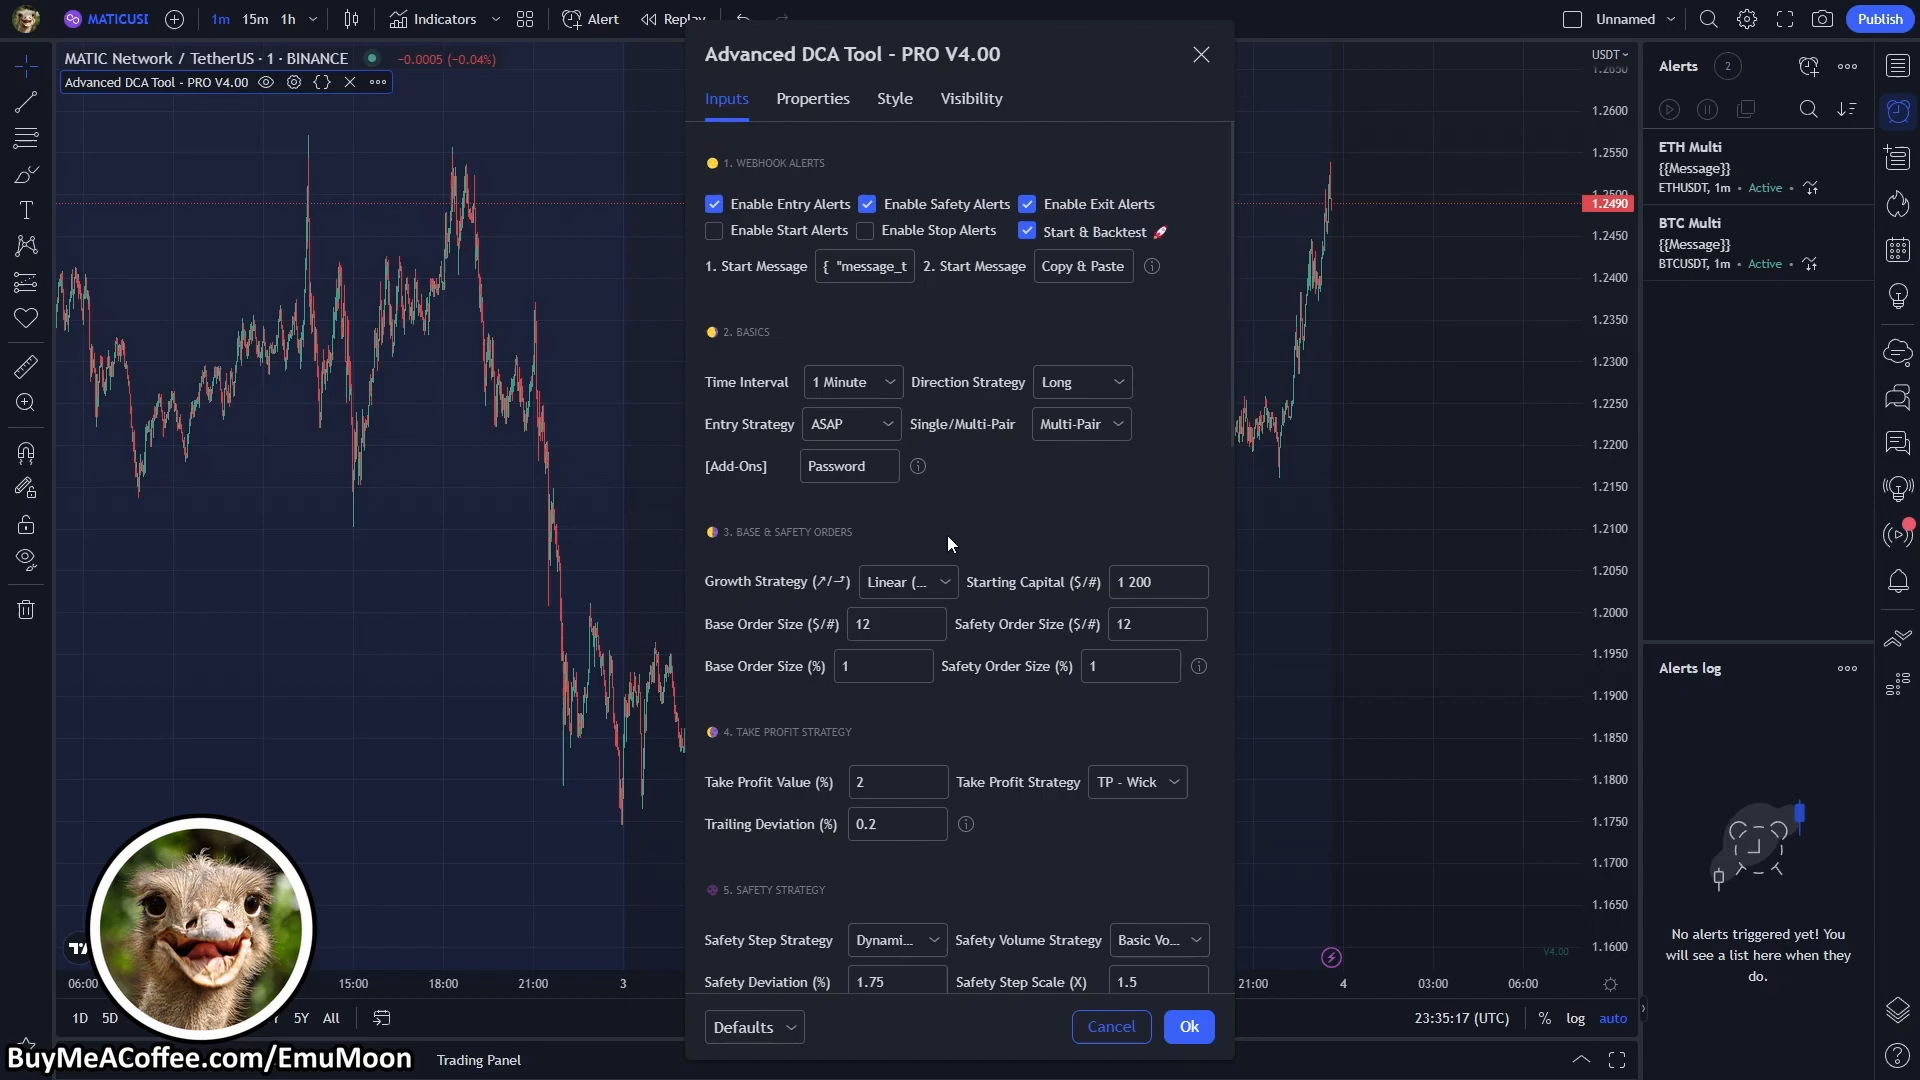 MATICUSD
1m 15m 1h
Indicators
Alert
Replay
Unnamed
Publish
MATIC Network / TetherUS · 1 · BINANCE
-0.0005 (-0.04%)
Advanced DCA Tool - PRO V4.00
Advanced DCA Tool - PRO V4.00
Inputs Properties Style Visibility
1. WEBHOOK ALERTS
Enable Entry Alerts Enable Safety Alerts Enable Exit Alerts
Enable Start Alerts Enable Stop Alerts Start & Backtest 🚀
1. Start Message { "message_t 2. Start Message Copy & Paste
2. BASICS
Time Interval 1 Minute Direction Strategy Long
Entry Strategy ASAP Single/Multi-Pair Multi-Pair
[Add-Ons] Password
3. BASE & SAFETY ORDERS
Growth Strategy (↗/⮥) Linear (... Starting Capital ($/#) 1 200
Base Order Size ($/#) 12 Safety Order Size ($/#) 12
Base Order Size (%) 1 Safety Order Size (%) 1
4. TAKE PROFIT STRATEGY
Take Profit Value (%) 2 Take Profit Strategy TP - Wick
Trailing Deviation (%) 0.2
5. SAFETY STRATEGY
Safety Step Strategy Dynami... Safety Volume Strategy Basic Vo...
Safety Deviation (%) 1.75 Safety Step Scale (X) 1.5
Defaults
Cancel
Ok
USDT
1.2650
1.2600
1.2550
1.2500
1.2490
1.2450
1.2400
1.2350
1.2300
1.2250
1.2200
1.2150
1.2100
1.2050
1.2000
1.1950
1.1900
1.1850
1.1800
1.1750
1.1700
1.1650
1.1600
V4.00
06:00 15:00 18:00 21:00 3 21:00 4 03:00 06:00
1D 5D 5Y All
23:35:17 (UTC) % log auto
Trading Panel
BuyMeACoffee.com/EmuMoon
Alerts 2
ETH Multi
{{Message}}
ETHUSDT, 1m • Active •
BTC Multi
{{Message}}
BTCUSDT, 1m • Active •
Alerts log
No alerts triggered yet! You
will see a list here when they
do.